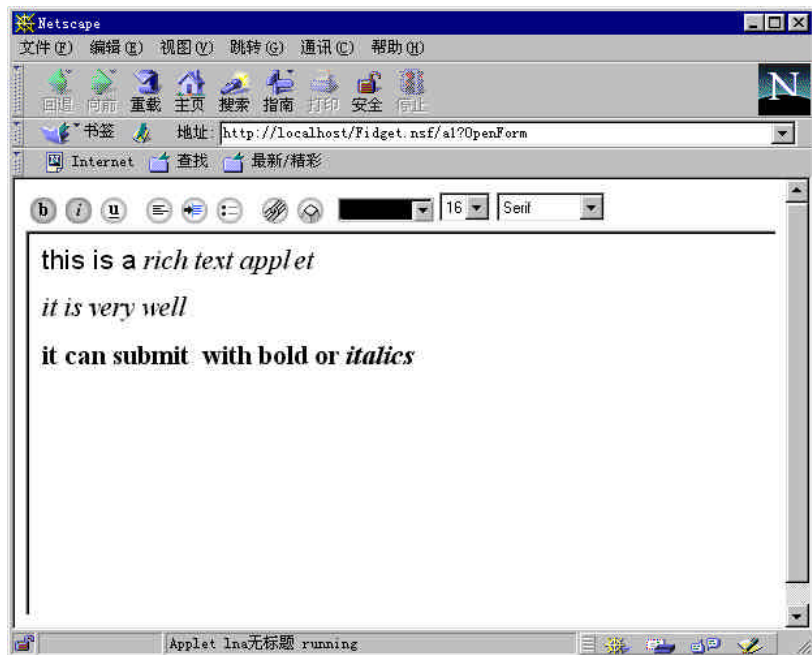 Netscape
文件(F) 编辑(E) 视图(V) 跳转(G) 通讯(C) 帮助(H)
回退 向前 重载 主页 搜索 指南 打印 安全 停止
N
书签 地址: http://localhost/Fidget.nsf/a1?OpenForm
Internet 查找 最新/精彩
b i u 16 Serif
this is a rich text applet
it is very well
it can submit with bold or italics
Applet lna无标题 running